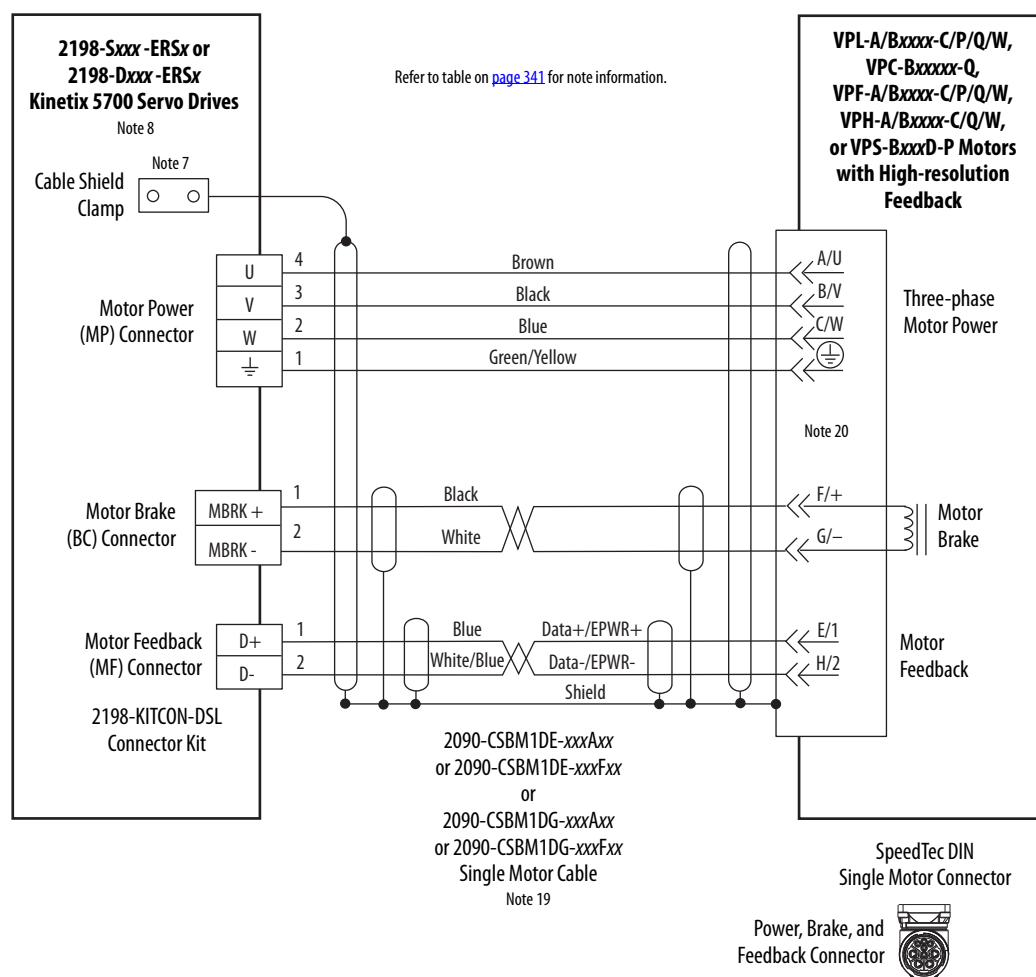 2198-Sxxx -ERSx or
2198-Dxxx -ERSx
Kinetix 5700 Servo Drives
Note 8
Note 7
Cable Shield
Clamp
Refer to table on page 341 for note information.
VPL-A/Bxxxx-C/P/Q/W,
VPC-Bxxxxx-Q,
VPF-A/Bxxxx-C/P/Q/W,
VPH-A/Bxxxx-C/Q/W,
or VPS-BxxxD-P Motors
with High-resolution
Feedback
Motor Power
(MP) Connector
U
V
W
4
3
2
1
Brown
Black
Blue
Green/Yellow
A/U
B/V
C/W
Three-phase
Motor Power
Note 20
Motor Brake
(BC) Connector
MBRK +
MBRK -
1
2
Black
White
F/+
G/–
Motor
Brake
Motor Feedback
(MF) Connector
D+
D-
1
2
Blue
White/Blue
Data+/EPWR+
Data-/EPWR-
Shield
E/1
H/2
Motor
Feedback
2198-KITCON-DSL
Connector Kit
2090-CSBM1DE-xxxAxx
or 2090-CSBM1DE-xxxFxx
or
2090-CSBM1DG-xxxAxx
or 2090-CSBM1DG-xxxFxx
Single Motor Cable
Note 19
SpeedTec DIN
Single Motor Connector
Power, Brake, and
Feedback Connector